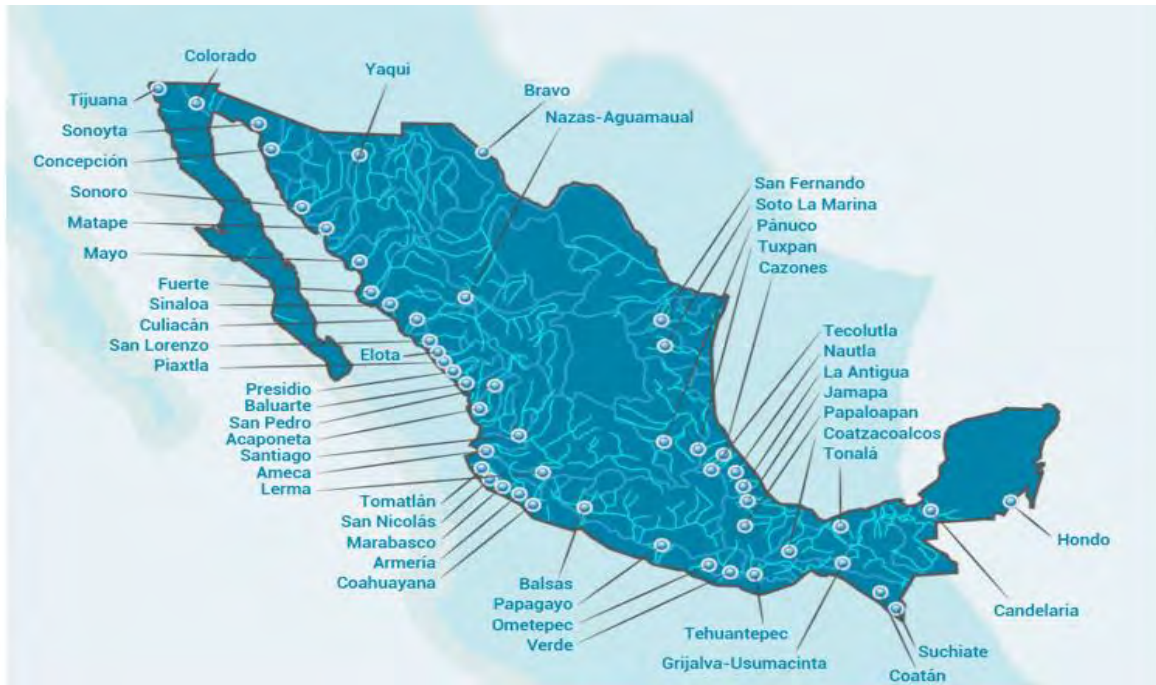 Colorado
Tijuana
Sonoyta
Concepción
Sonoro
Matape
Mayo
Fuerte
Sinaloa
Culiacán
San Lorenzo
Piaxtla
Elota
Presidio
Baluarte
San Pedro
Acaponeta
Santiago
Ameca
Lerma
Tomatlán
San Nicolás
Marabasco
Armería
Coahuayana
Yaqui
Bravo
Nazas-Aguamaual
San Fernando
Soto La Marina
Pánuco
Tuxpan
Cazones
Tecolutla
Nautla
La Antigua
Jamapa
Papaloapan
Coatzacoalcos
Tonalá
Hondo
Candelaria
Suchiate
Coatán
Balsas
Papagayo
Ometepec
Verde
Tehuantepec
Grijalva-Usumacinta